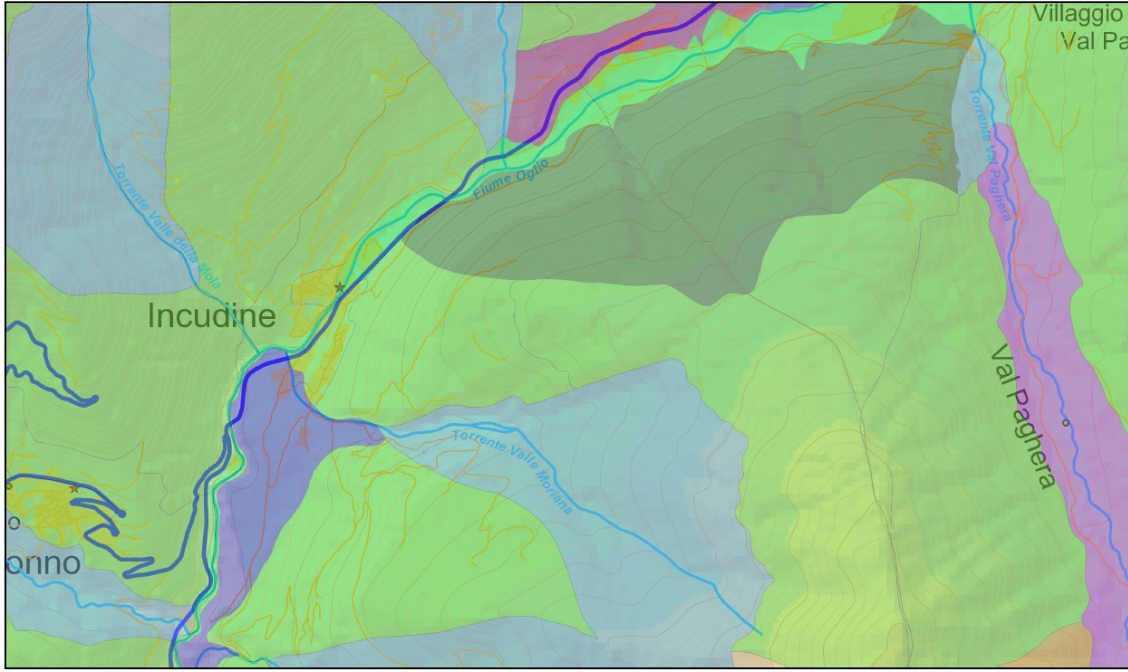 Villaggio
Val Pa
Torrente Valle della Mola
Fiume Oglio
Torrente Val Paghera
Incudine
Val Paghera
Torrente Valle Moriana
o
onno